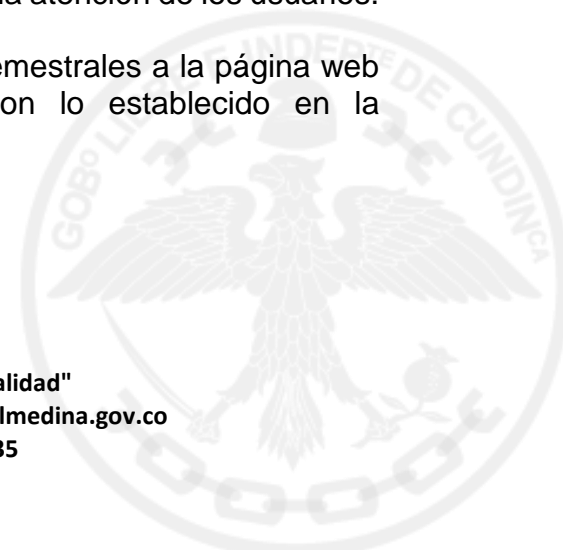 la atención de los usuarios.
emestrales a la página web
on lo establecido en la
GOBº LIBRE E INDEPTE DE CUNDINCA
alidad"
lmedina.gov.co
35